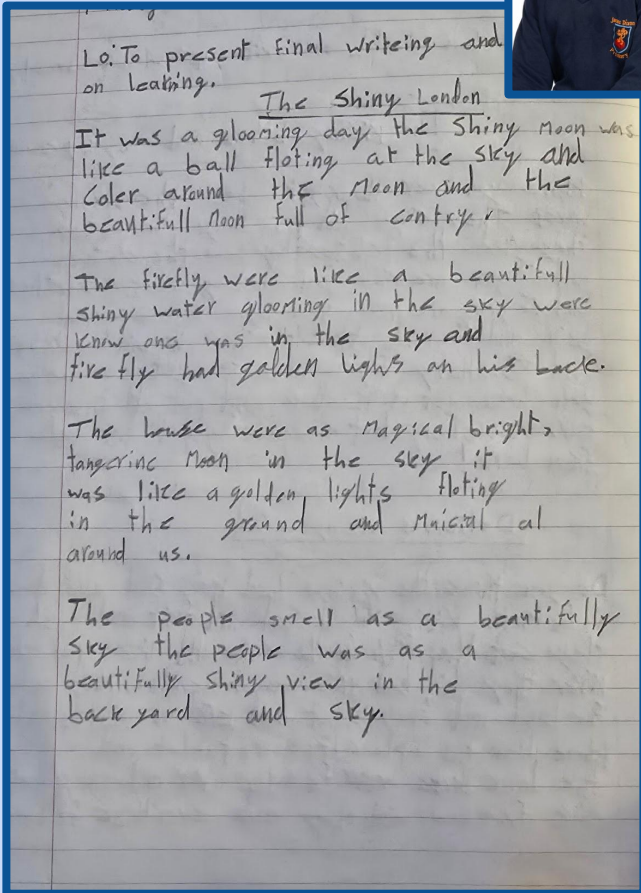 Lo: To present final writeing and
on learning.
The Shiny London
It was a glooming day the Shiny Moon was
like a ball floting at the sky and
Coler around the Moon and the
beautifull Moon full of contry.
The firefly were like a beautifull
shiny water glooming in the sky were
know one was in the sky and
fire fly had golden lighs on his back.
The house were as Magical bright,
tangerine Moon in the sky it
was like a golden lights floting
in the ground and al
around us.
The people smell as a beautifully
sky the people was as a
beautifully shiny view in the
back yard and sky.